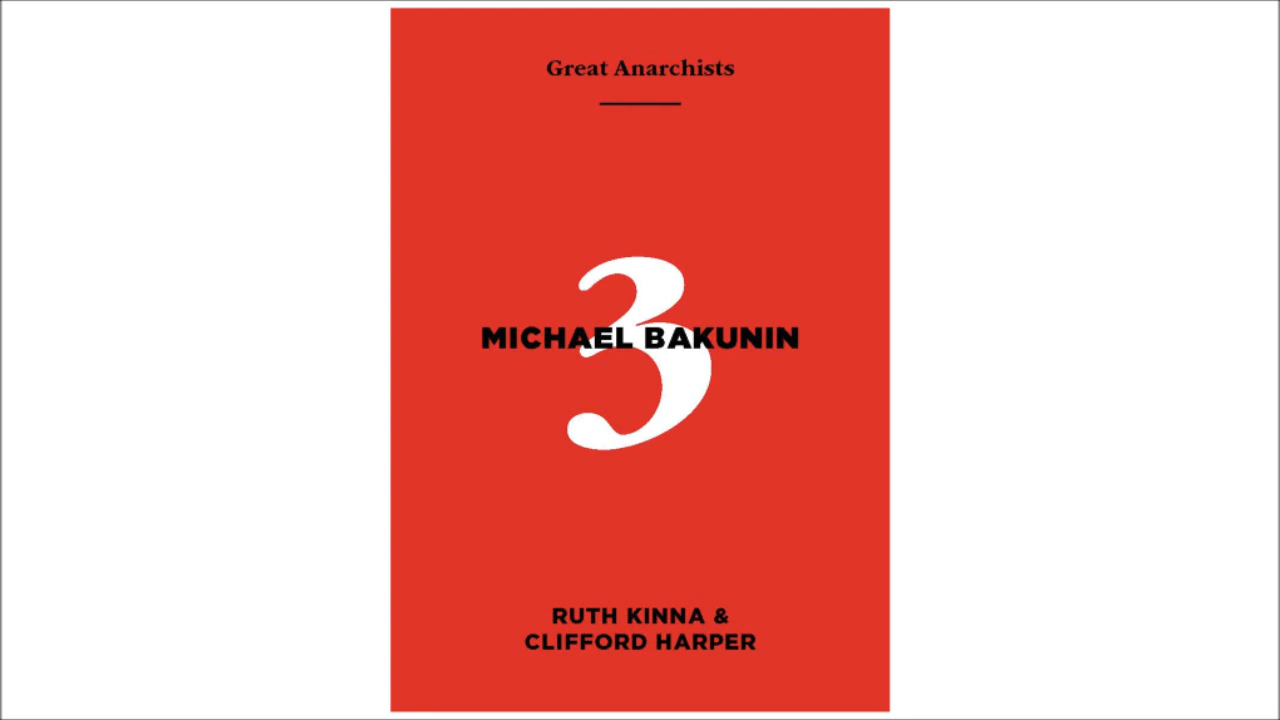 Great Anarchists
3
MICHAEL BAKUNIN
RUTH KINNA &
CLIFFORD HARPER